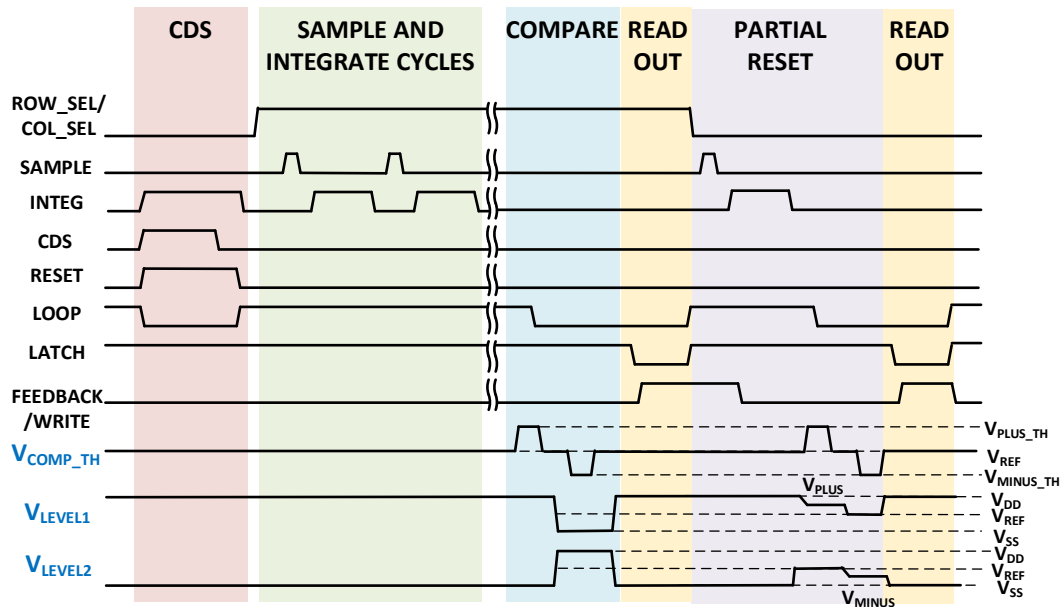 CDS
SAMPLE AND
INTEGRATE CYCLES
COMPARE
READ
OUT
PARTIAL
RESET
READ
OUT
ROW_SEL/
COL_SEL
SAMPLE
INTEG
CDS
RESET
LOOP
LATCH
FEEDBACK
/WRITE
VPLUS_TH
VCOMP_TH
VREF
VMINUS_TH
VPLUS
VDD
VLEVEL1
VREF
VSS
VDD
VLEVEL2
VREF
VSS
VMINUS